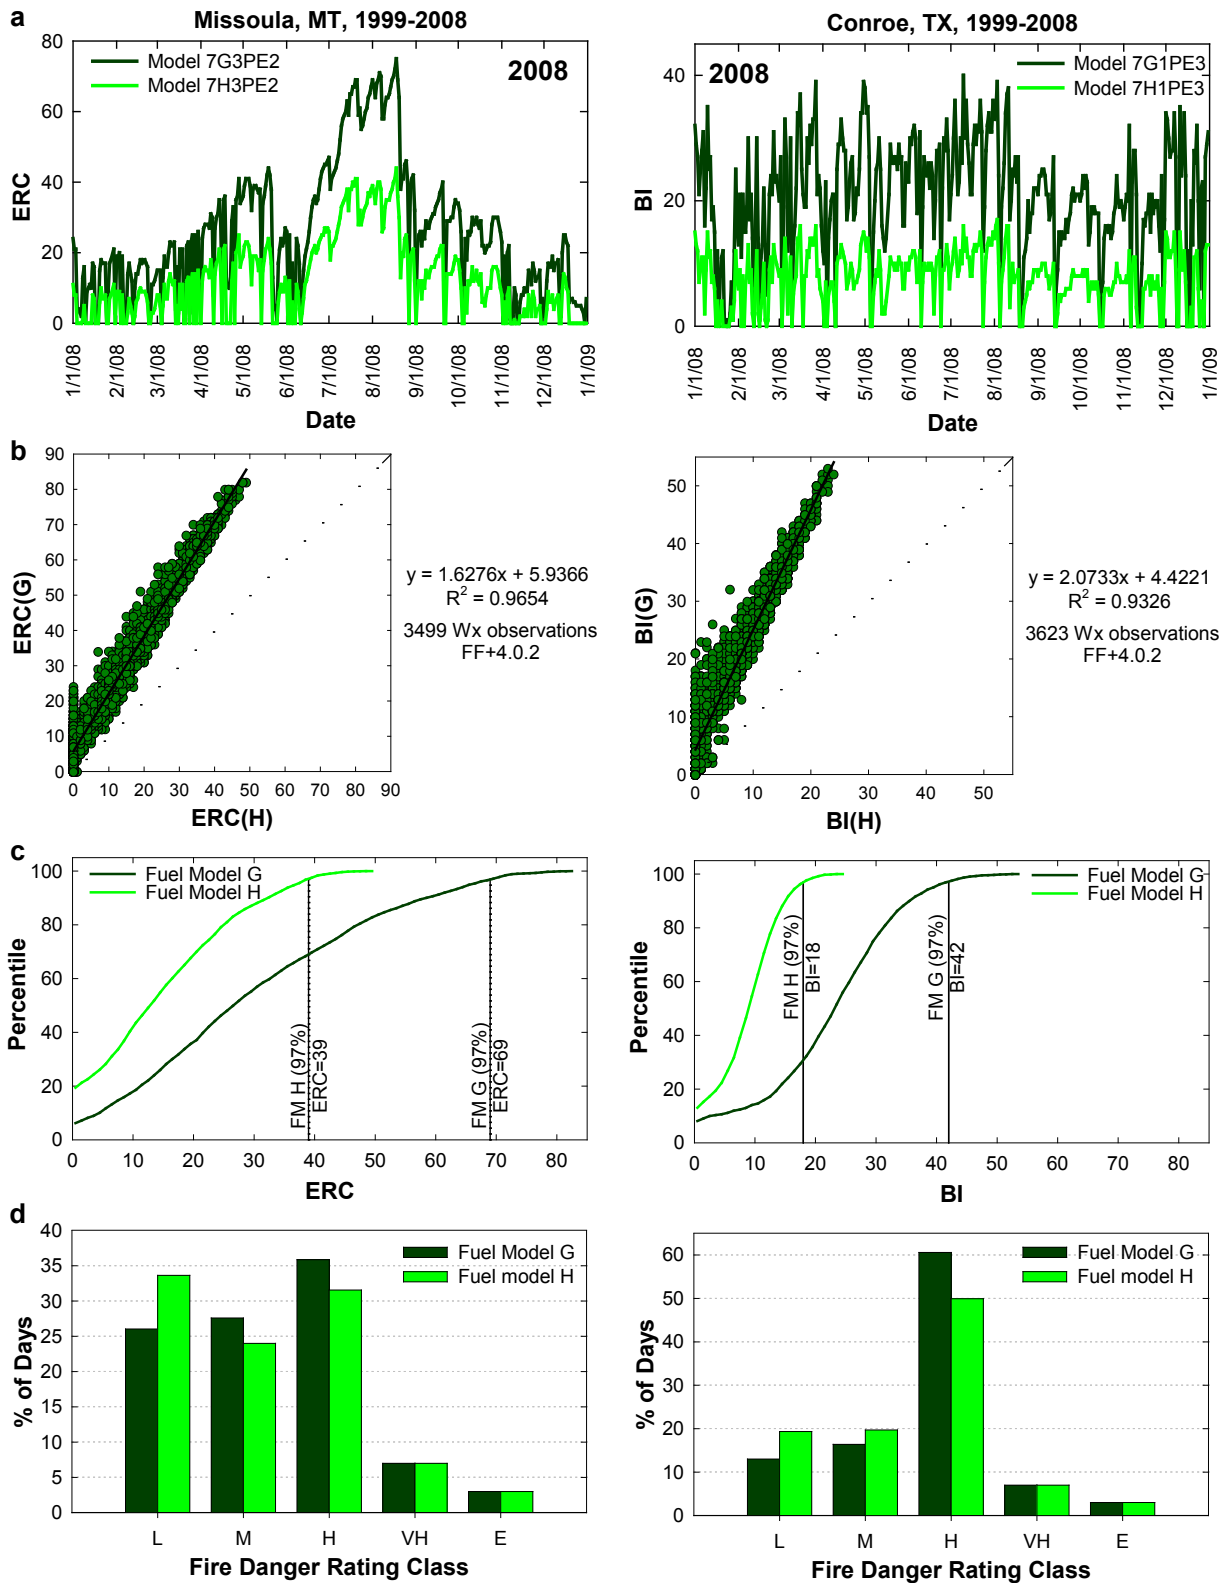 a
Missoula, MT, 1999-2008
Conroe, TX, 1999-2008
80
60
40
20
0
ERC
Model 7G3PE2
Model 7H3PE2
2008
1/1/08
2/1/08
3/1/08
4/1/08
5/1/08
6/1/08
7/1/08
8/1/08
9/1/08
10/1/08
11/1/08
12/1/08
1/1/09
Date
40
20
0
BI
2008
Model 7G1PE3
Model 7H1PE3
1/1/08
2/1/08
3/1/08
4/1/08
5/1/08
6/1/08
7/1/08
8/1/08
9/1/08
10/1/08
11/1/08
12/1/08
1/1/09
Date
b
90
80
70
60
50
40
30
20
10
0
ERC(G)
0 10 20 30 40 50 60 70 80 90
ERC(H)
y = 1.6276x + 5.9366
R2 = 0.9654
3499 Wx observations
FF+4.0.2
50
40
30
20
10
0
BI(G)
0 10 20 30 40 50
BI(H)
y = 2.0733x + 4.4221
R2 = 0.9326
3623 Wx observations
FF+4.0.2
c
100
80
60
40
20
0
Percentile
Fuel Model G
Fuel Model H
FM H (97%)
ERC=39
FM G (97%)
ERC=69
0 10 20 30 40 50 60 70 80
ERC
100
80
60
40
20
0
Percentile
Fuel Model G
Fuel Model H
FM H (97%)
BI=18
FM G (97%)
BI=42
0 10 20 30 40 50 60 70 80
BI
d
40
35
30
25
20
15
10
5
0
% of Days
Fuel Model G
Fuel model H
L M H VH E
Fire Danger Rating Class
60
50
40
30
20
10
0
% of Days
Fuel Model G
Fuel model H
L M H VH E
Fire Danger Rating Class